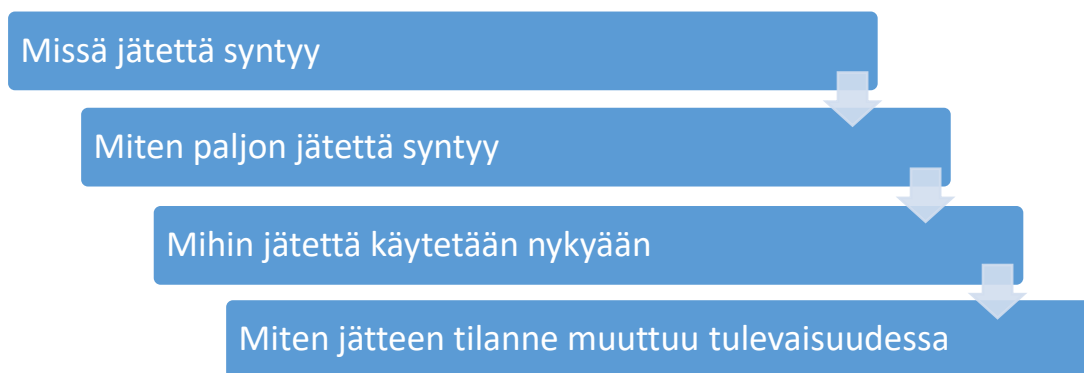 Missä jätettä syntyy
Miten paljon jätettä syntyy
Mihin jätettä käytetään nykyään
Miten jätteen tilanne muuttuu tulevaisuudessa